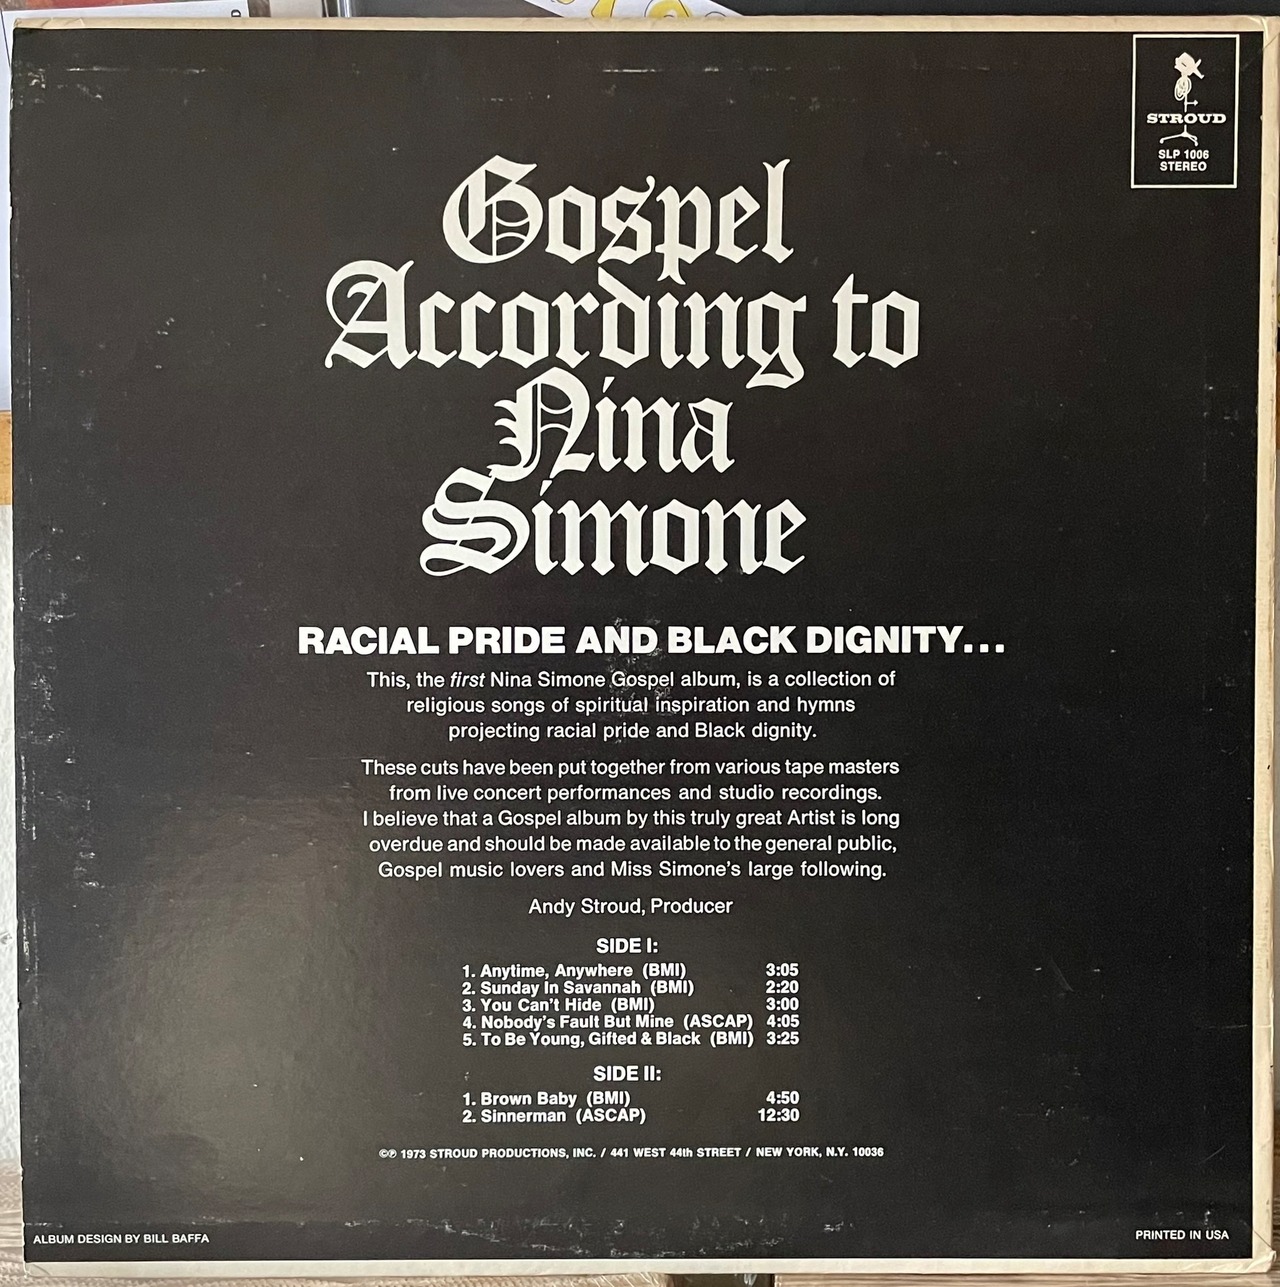 STROUD
SLP 1006
STEREO
Gospel
According to
Nina
Simone
RACIAL PRIDE AND BLACK DIGNITY...
This, the first Nina Simone Gospel album, is a collection of
religious songs of spiritual inspiration and hymns
projecting racial pride and Black dignity.
These cuts have been put together from various tape masters
from live concert performances and studio recordings.
I believe that a Gospel album by this truly great Artist is long
overdue and should be made available to the general public,
Gospel music lovers and Miss Simone's large following.
Andy Stroud, Producer
SIDE I:
1. Anytime, Anywhere (BMI) 3:05
2. Sunday In Savannah (BMI) 2:20
3. You Can't Hide (BMI) 3:00
4. Nobody's Fault But Mine (ASCAP) 4:05
5. To Be Young, Gifted & Black (BMI) 3:25
SIDE II:
1. Brown Baby (BMI) 4:50
2. Sinnerman (ASCAP) 12:30
©℗ 1973 STROUD PRODUCTIONS, INC. / 441 WEST 44th STREET / NEW YORK, N.Y. 10036
ALBUM DESIGN BY BILL BAFFA
PRINTED IN USA